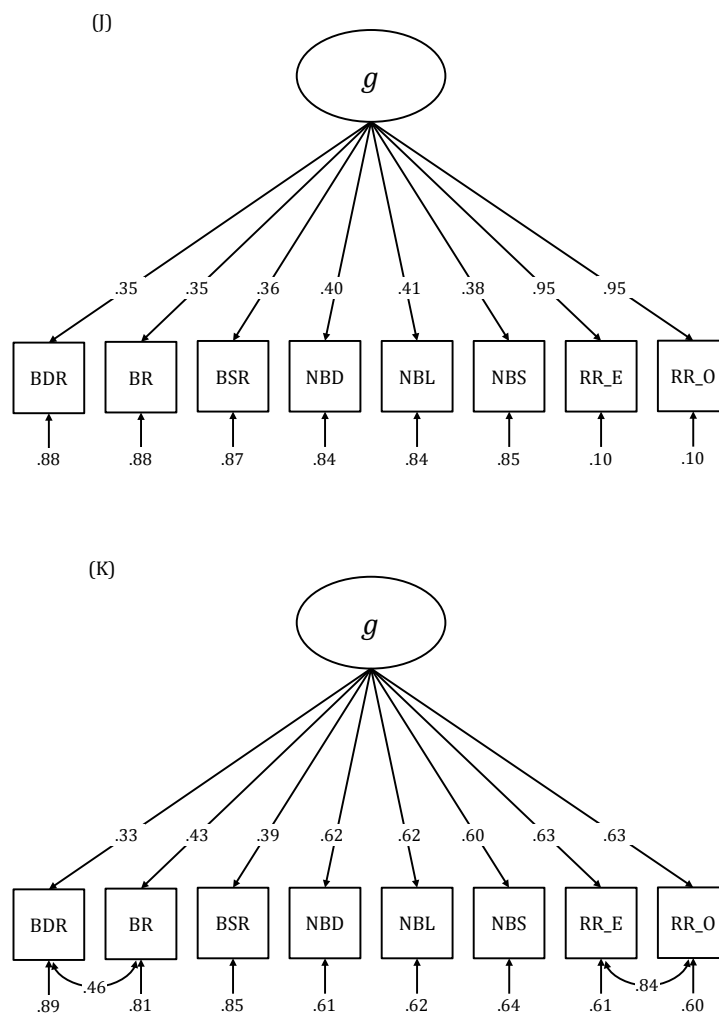 (J)
g
.35 .35 .36 .40 .41 .38 .95 .95
BDR BR BSR NBD NBL NBS RR_E RR_O
.88 .88 .87 .84 .84 .85 .10 .10
(K)
g
.33 .43 .39 .62 .62 .60 .63 .63
BDR BR BSR NBD NBL NBS RR_E RR_O
.46 .84
.89 .81 .85 .61 .62 .64 .61 .60